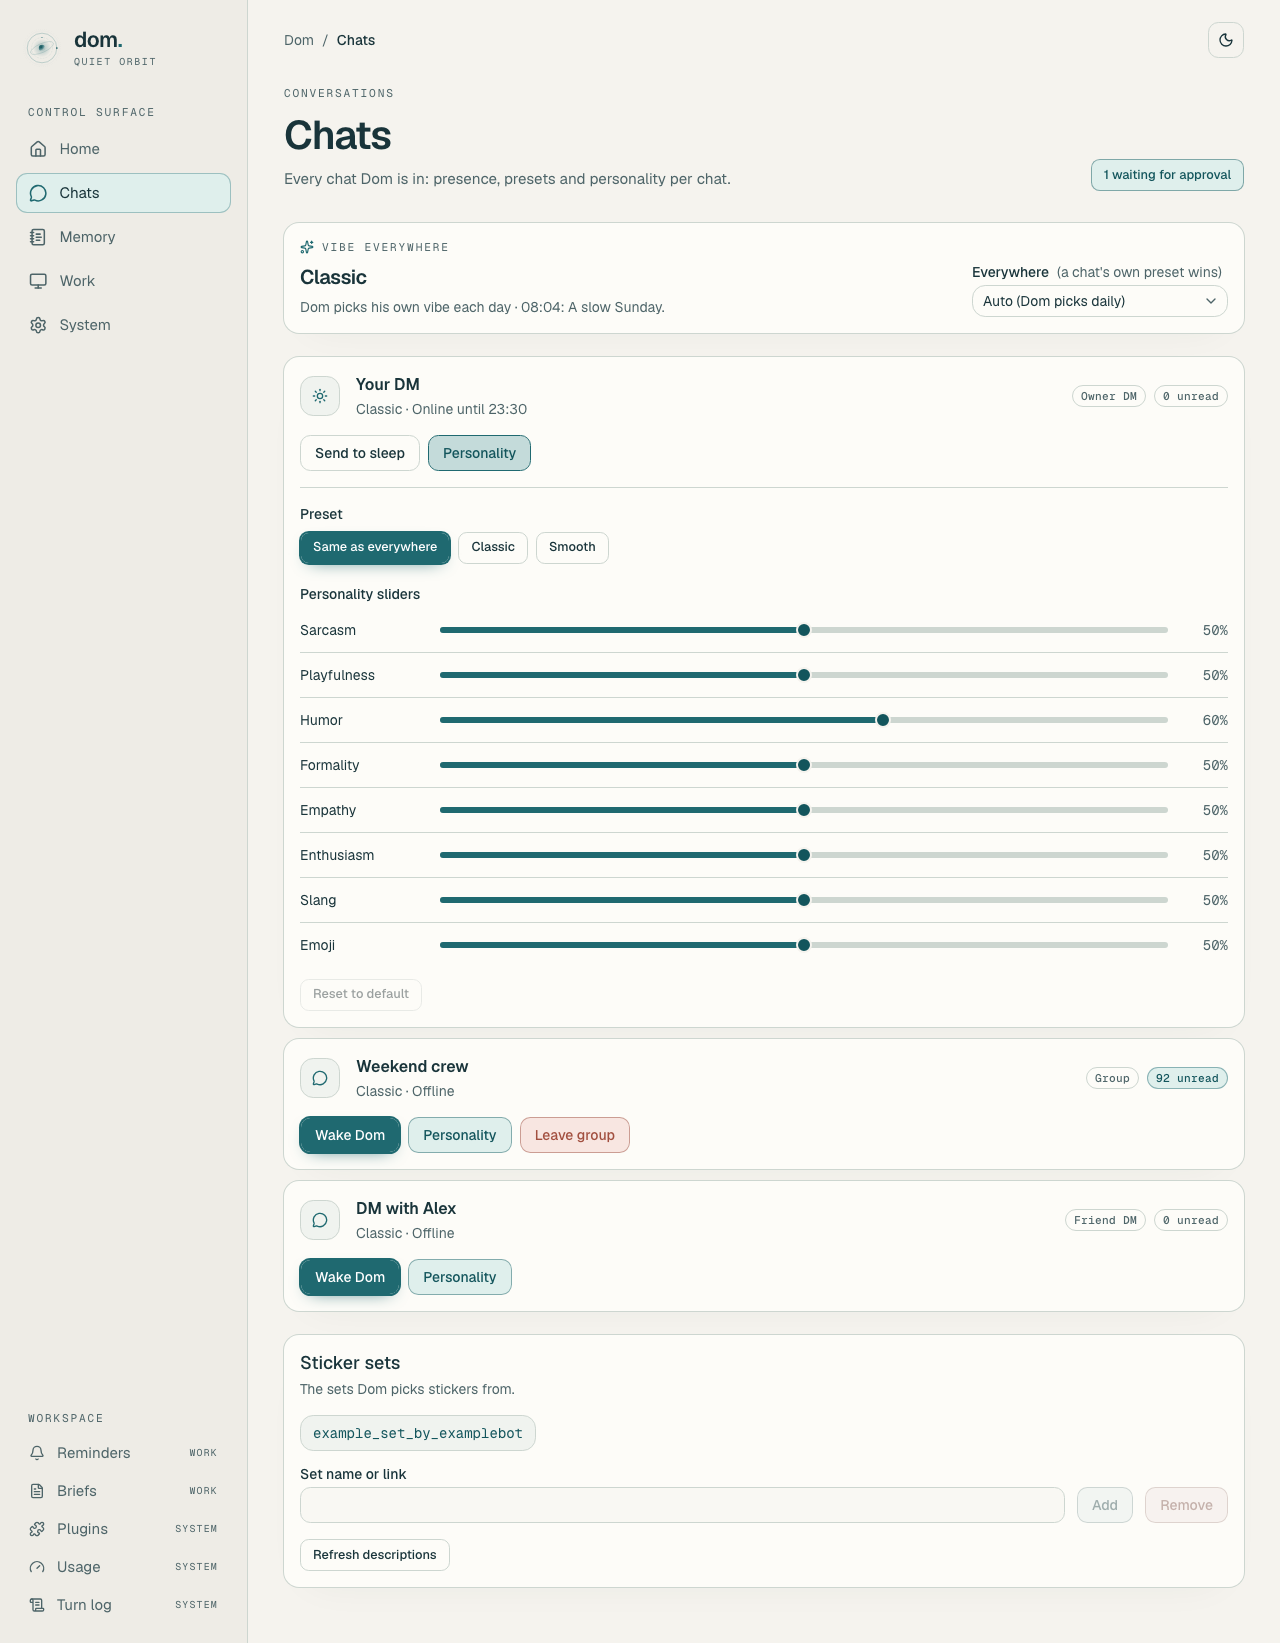 dom.
QUIET ORBIT
CONTROL SURFACE
Home
Chats
Memory
Work
System
WORKSPACE
Reminders WORK
Briefs WORK
Plugins SYSTEM
Usage SYSTEM
Turn log SYSTEM
Dom / Chats
CONVERSATIONS
Chats
Every chat Dom is in: presence, presets and personality per chat.
1 waiting for approval
VIBE EVERYWHERE
Classic
Dom picks his own vibe each day · 08:04: A slow Sunday.
Everywhere (a chat's own preset wins)
Auto (Dom picks daily)
Your DM
Classic · Online until 23:30
Owner DM 0 unread
Send to sleep Personality
Preset
Same as everywhere Classic Smooth
Personality sliders
Sarcasm 50%
Playfulness 50%
Humor 60%
Formality 50%
Empathy 50%
Enthusiasm 50%
Slang 50%
Emoji 50%
Reset to default
Weekend crew
Classic · Offline
Group 92 unread
Wake Dom Personality Leave group
DM with Alex
Classic · Offline
Friend DM 0 unread
Wake Dom Personality
Sticker sets
The sets Dom picks stickers from.
example_set_by_examplebot
Set name or link
Add Remove
Refresh descriptions